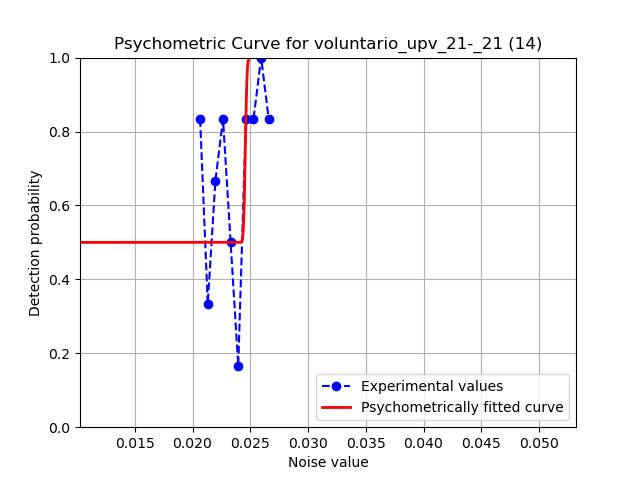 Psychometric Curve for voluntario_upv_21-_21 (14)
1.0
0.8
0.6
0.4
0.2
0.0
Detection probability
Experimental values
Psychometrically fitted curve
0.015 0.020 0.025 0.030 0.035 0.040 0.045 0.050
Noise value